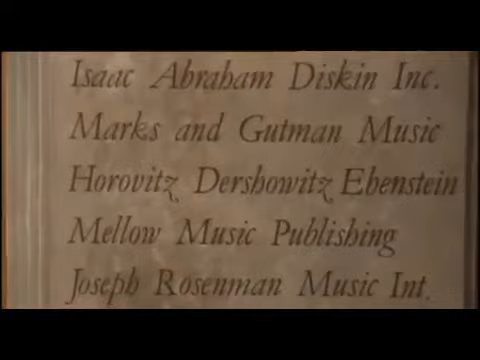 Isaac Abraham Diskin Inc.
Marks and Gutman Music
Horovitz Dershowitz Ebenstein
Mellow Music Publishing
Joseph Rosenman Music Int.